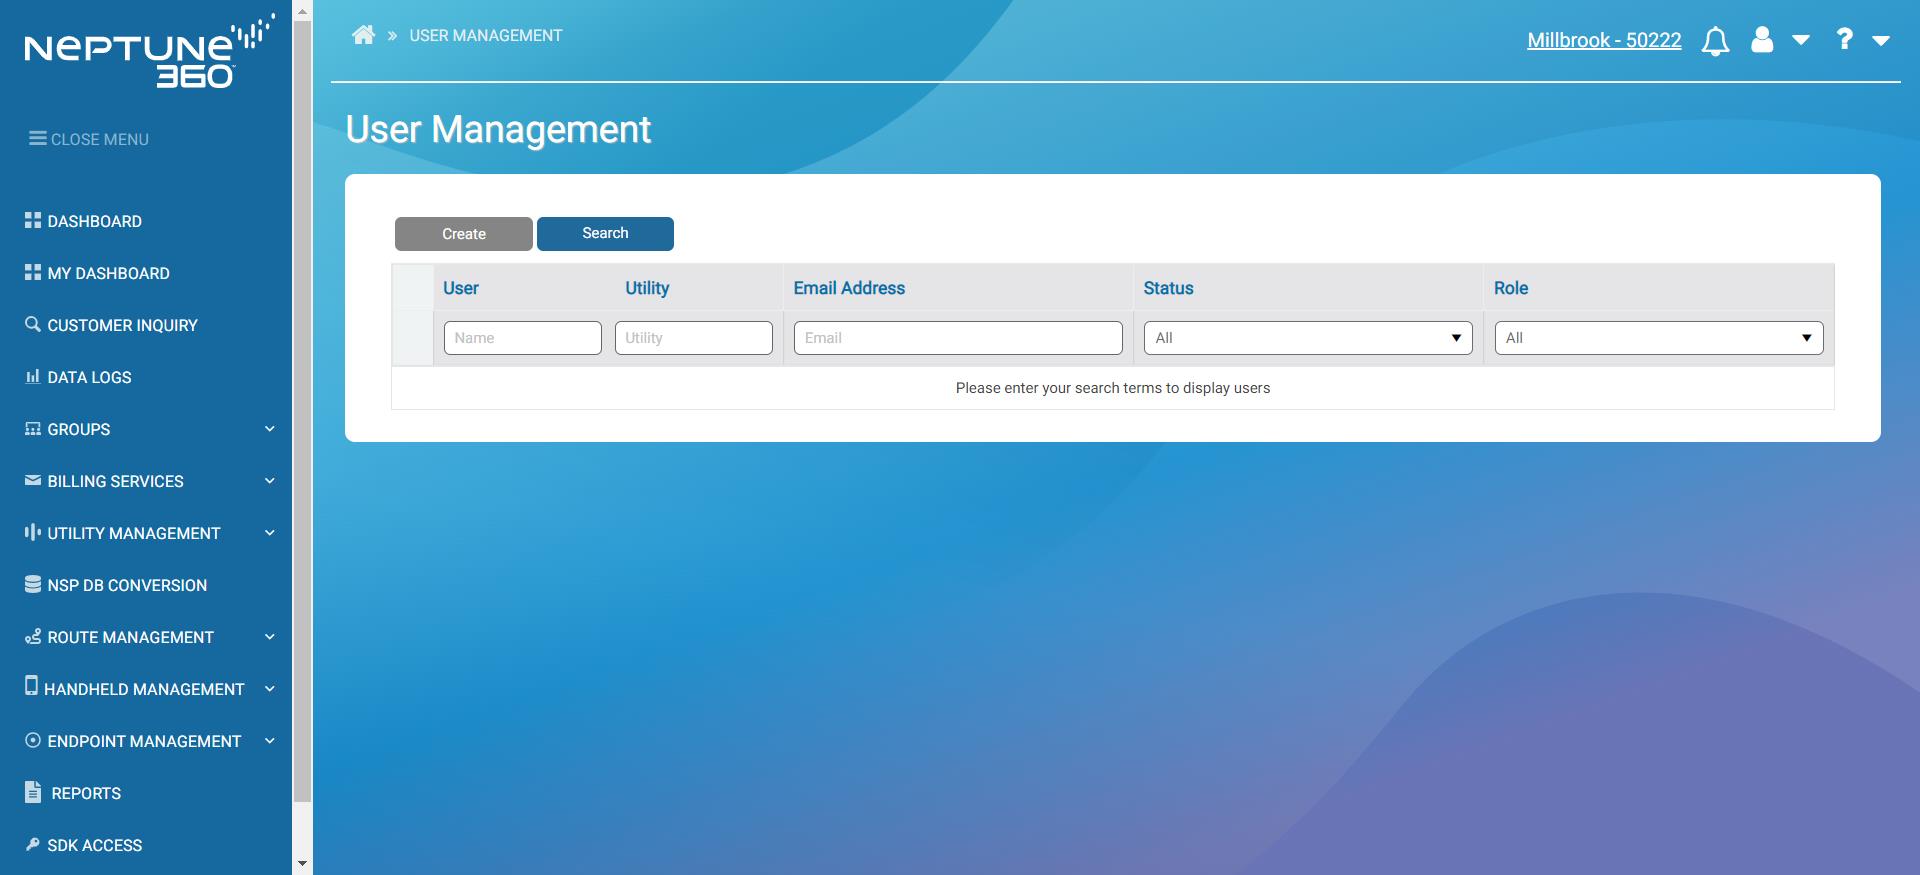 NEPTUNE
360™
CLOSE MENU
DASHBOARD
MY DASHBOARD
CUSTOMER INQUIRY
DATA LOGS
GROUPS
BILLING SERVICES
UTILITY MANAGEMENT
NSP DB CONVERSION
ROUTE MANAGEMENT
HANDHELD MANAGEMENT
ENDPOINT MANAGEMENT
REPORTS
SDK ACCESS
» USER MANAGEMENT
Millbrook - 50222 ?
User Management
Create Search
User Utility Email Address Status Role
Name Utility Email All All
Please enter your search terms to display users